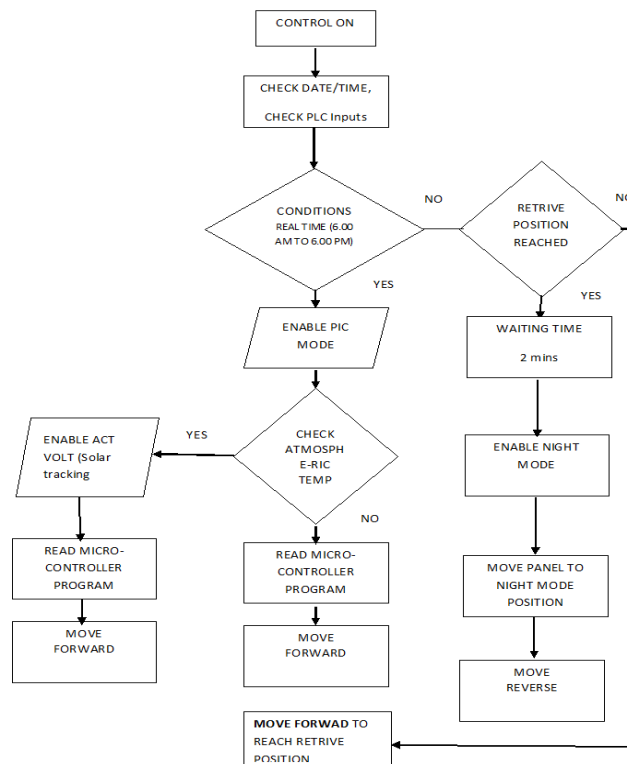 CONTROL ON
CHECK DATE/TIME,
CHECK PLC Inputs
CONDITIONS
REAL TIME (6.00
AM TO 6.00 PM)
NO
RETRIVE
POSITION
REACHED
NO
YES
YES
ENABLE PIC
MODE
WAITING TIME
2 mins
CHECK
ATMOSPH
E-RIC
TEMP
YES
ENABLE ACT
VOLT (Solar
tracking
ENABLE NIGHT
MODE
NO
READ MICRO-
CONTROLLER
PROGRAM
READ MICRO-
CONTROLLER
PROGRAM
MOVE PANEL TO
NIGHT MODE
POSITION
MOVE
FORWARD
MOVE
FORWARD
MOVE
REVERSE
MOVE FORWAD TO
REACH RETRIVE
POSITION